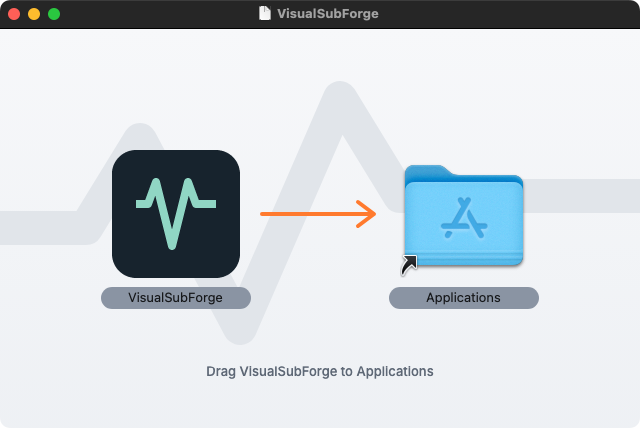 VisualSubForge
VisualSubForge
Applications
Drag VisualSubForge to Applications